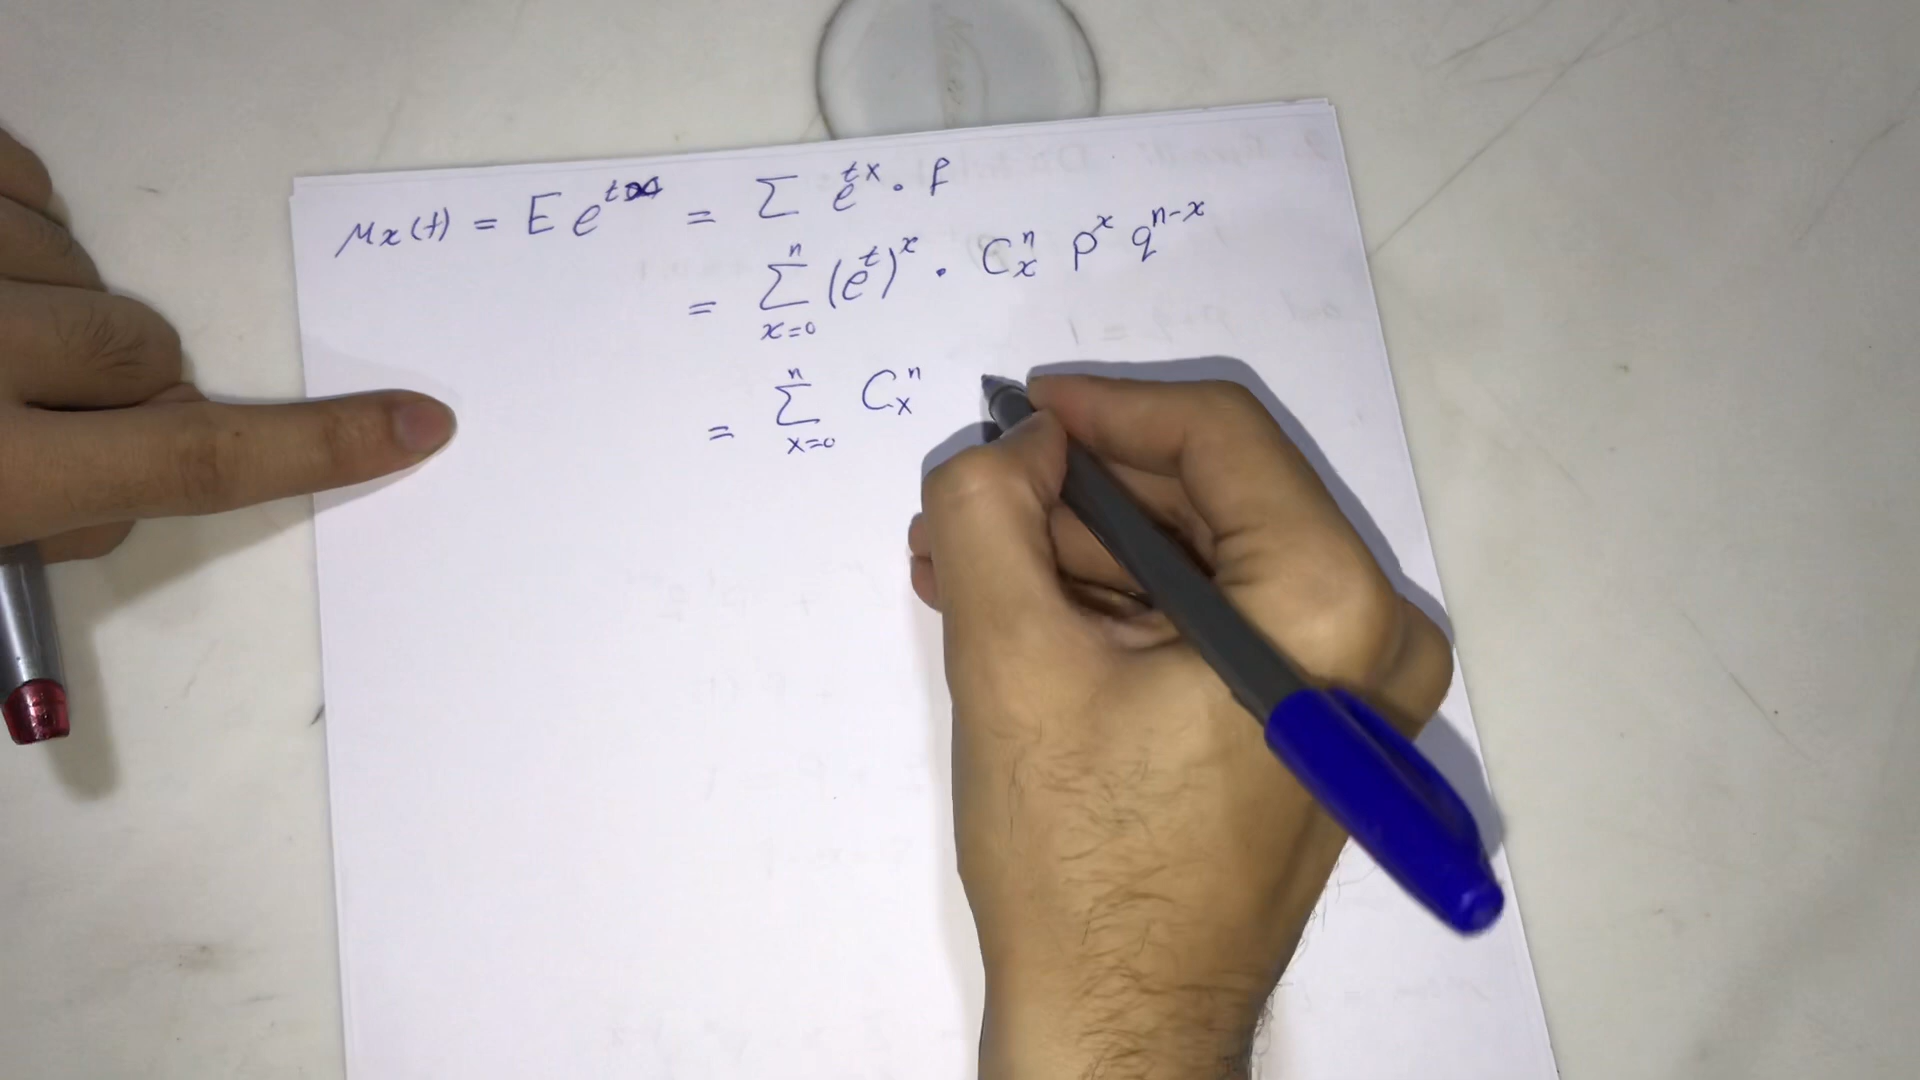 Mx(t) = E e^{tx} = Σ e^{tx} · f
= Σ_{x=0}^{n} (e^t)^x · C_x^n p^x q^{n-x}
= Σ_{x=0}^{n} C_x^n